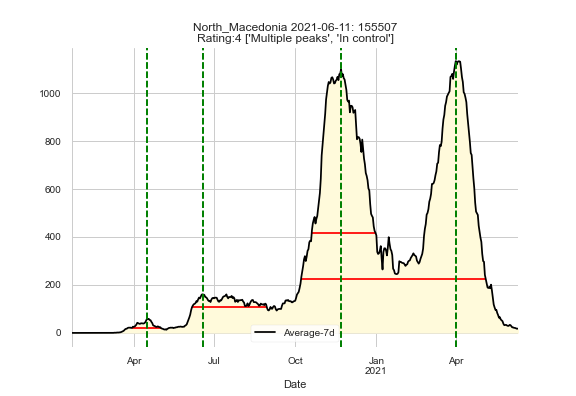 North_Macedonia 2021-06-11: 155507
Rating:4 ['Multiple peaks', 'In control']
1000
800
600
400
200
0
Average-7d
Apr
Jul
Oct
Jan
2021
Apr
Date